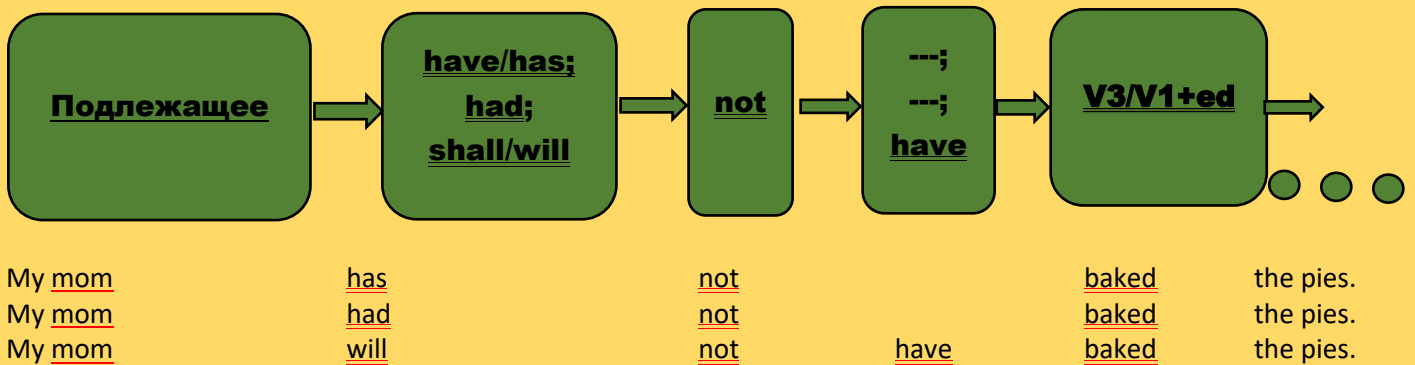 Подлежащее
have/has;
had;
shall/will
not
---;
---;
have
V3/V1+ed
My mom has not baked the pies.
My mom had not baked the pies.
My mom will not have baked the pies.